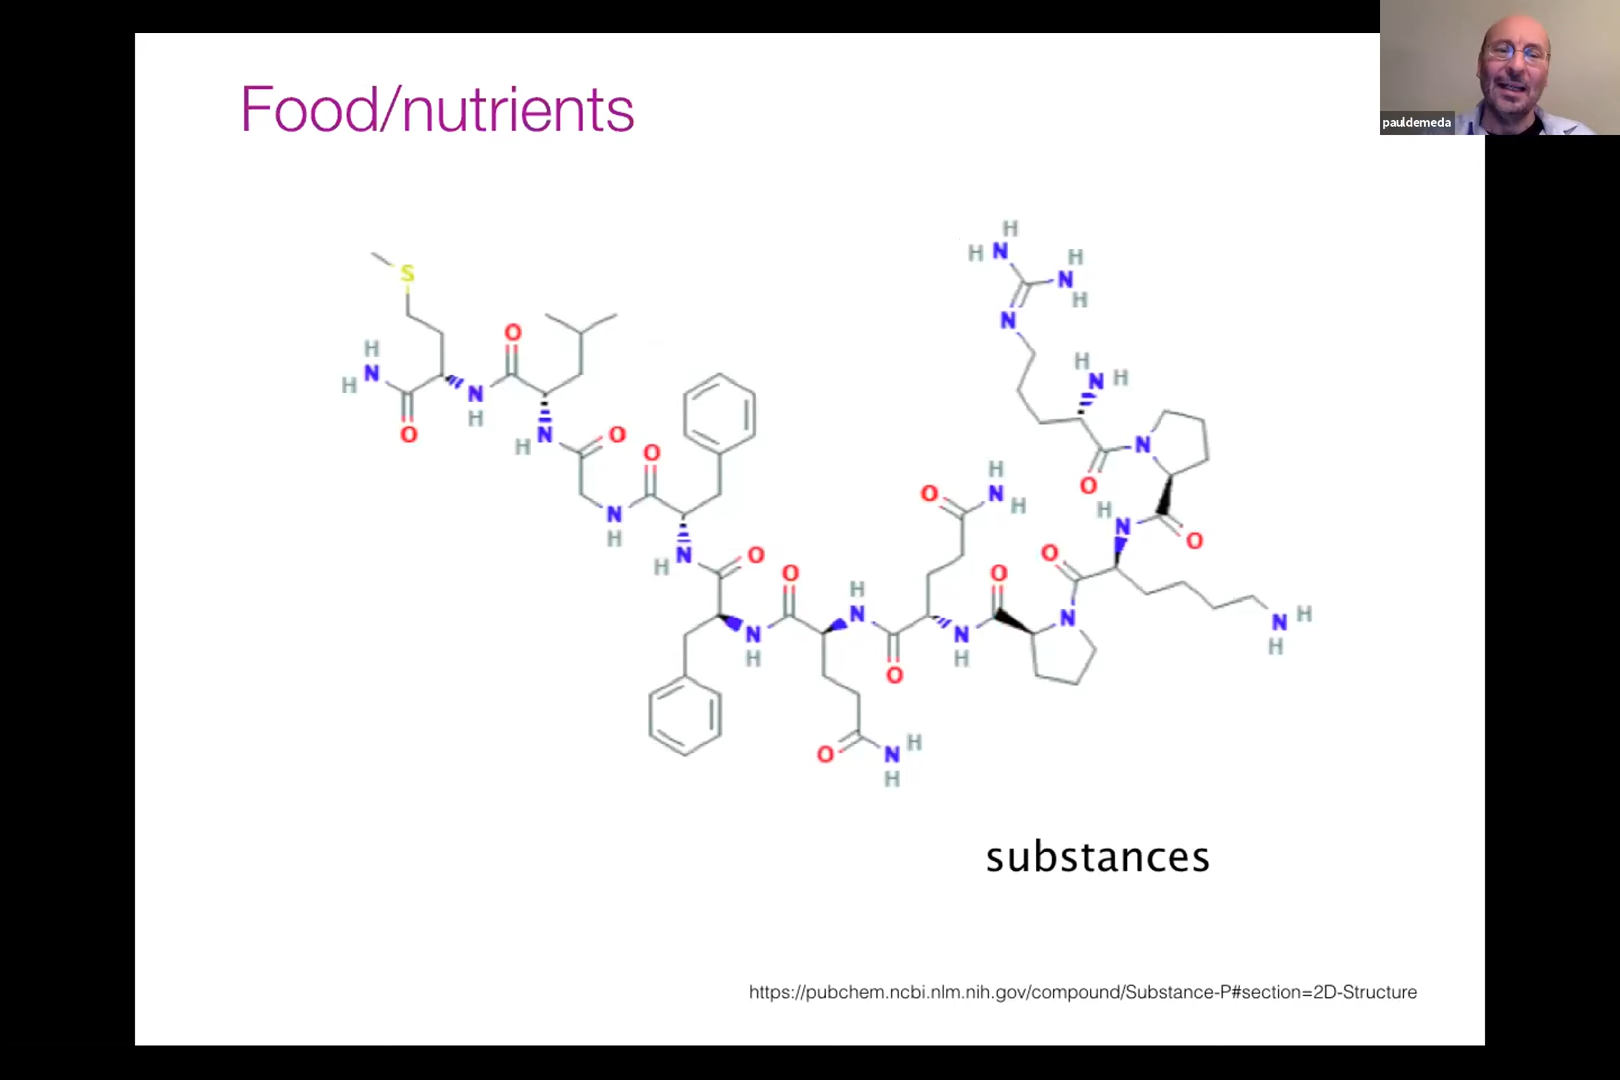 Food/nutrients
pauldemeda
H
H N H
N
H
N
S
H
N H
O
H
H N
N
H
O
N
O
H
N
O
O
O
H
N
H
O
N
H
H
N
O
N
H
O
H
N
O
O
H
N
O
N
H
O
N
H
N
H
O
N
H
H
O
N
H
substances
https://pubchem.ncbi.nlm.nih.gov/compound/Substance-P#section=2D-Structure